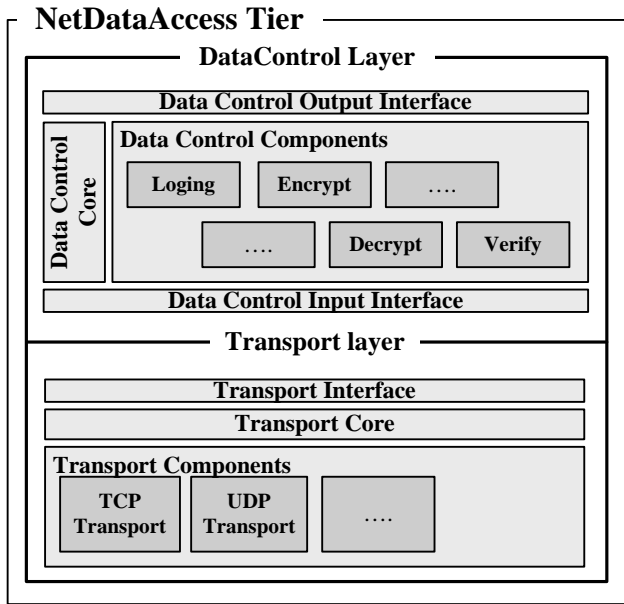 NetDataAccess Tier
DataControl Layer
Data Control Output Interface
Data Control
Core
Data Control Components
Loging
Encrypt
....
....
Decrypt
Verify
Data Control Input Interface
Transport layer
Transport Interface
Transport Core
Transport Components
TCP
Transport
UDP
Transport
....